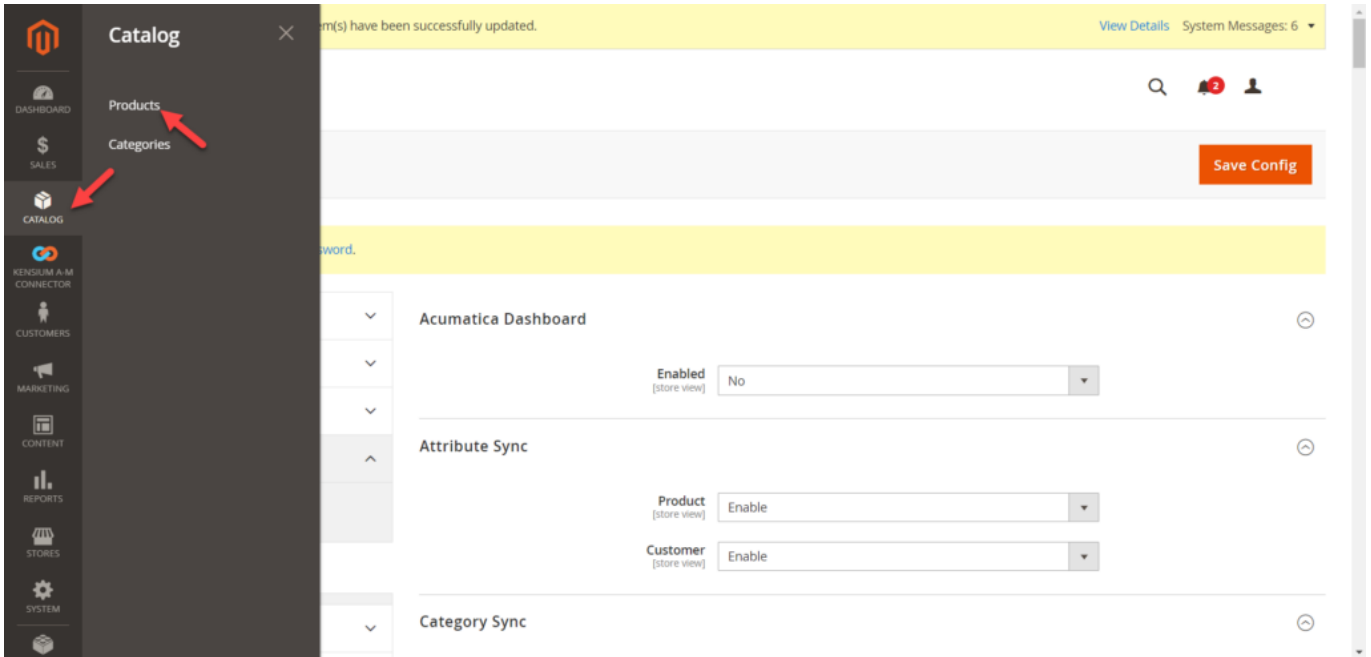 Catalog
m(s) have been successfully updated.
View Details System Messages: 6
DASHBOARD
Products
2
SALES
Categories
Save Config
CATALOG
KENSIUM A-M
CONNECTOR
sword.
CUSTOMERS
Acumatica Dashboard
Enabled
[store view]
No
MARKETING
CONTENT
Attribute Sync
REPORTS
Product
[store view]
Enable
STORES
Customer
[store view]
Enable
SYSTEM
Category Sync